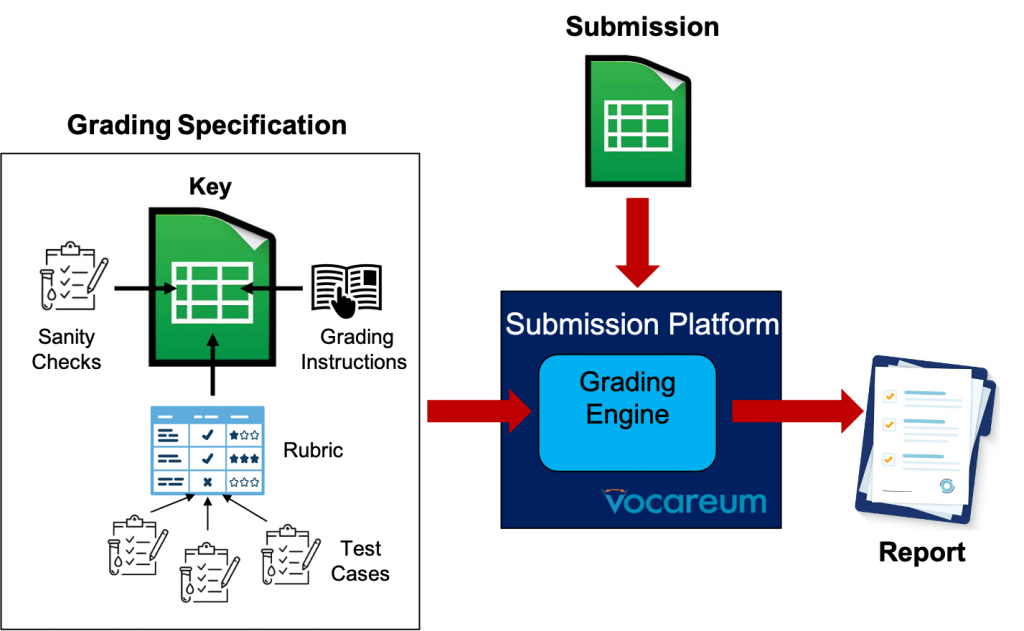 Submission
Grading Specification
Key
Sanity
Checks
Grading
Instructions
Rubric
Test
Cases
Submission Platform
Grading
Engine
vocareum
Report